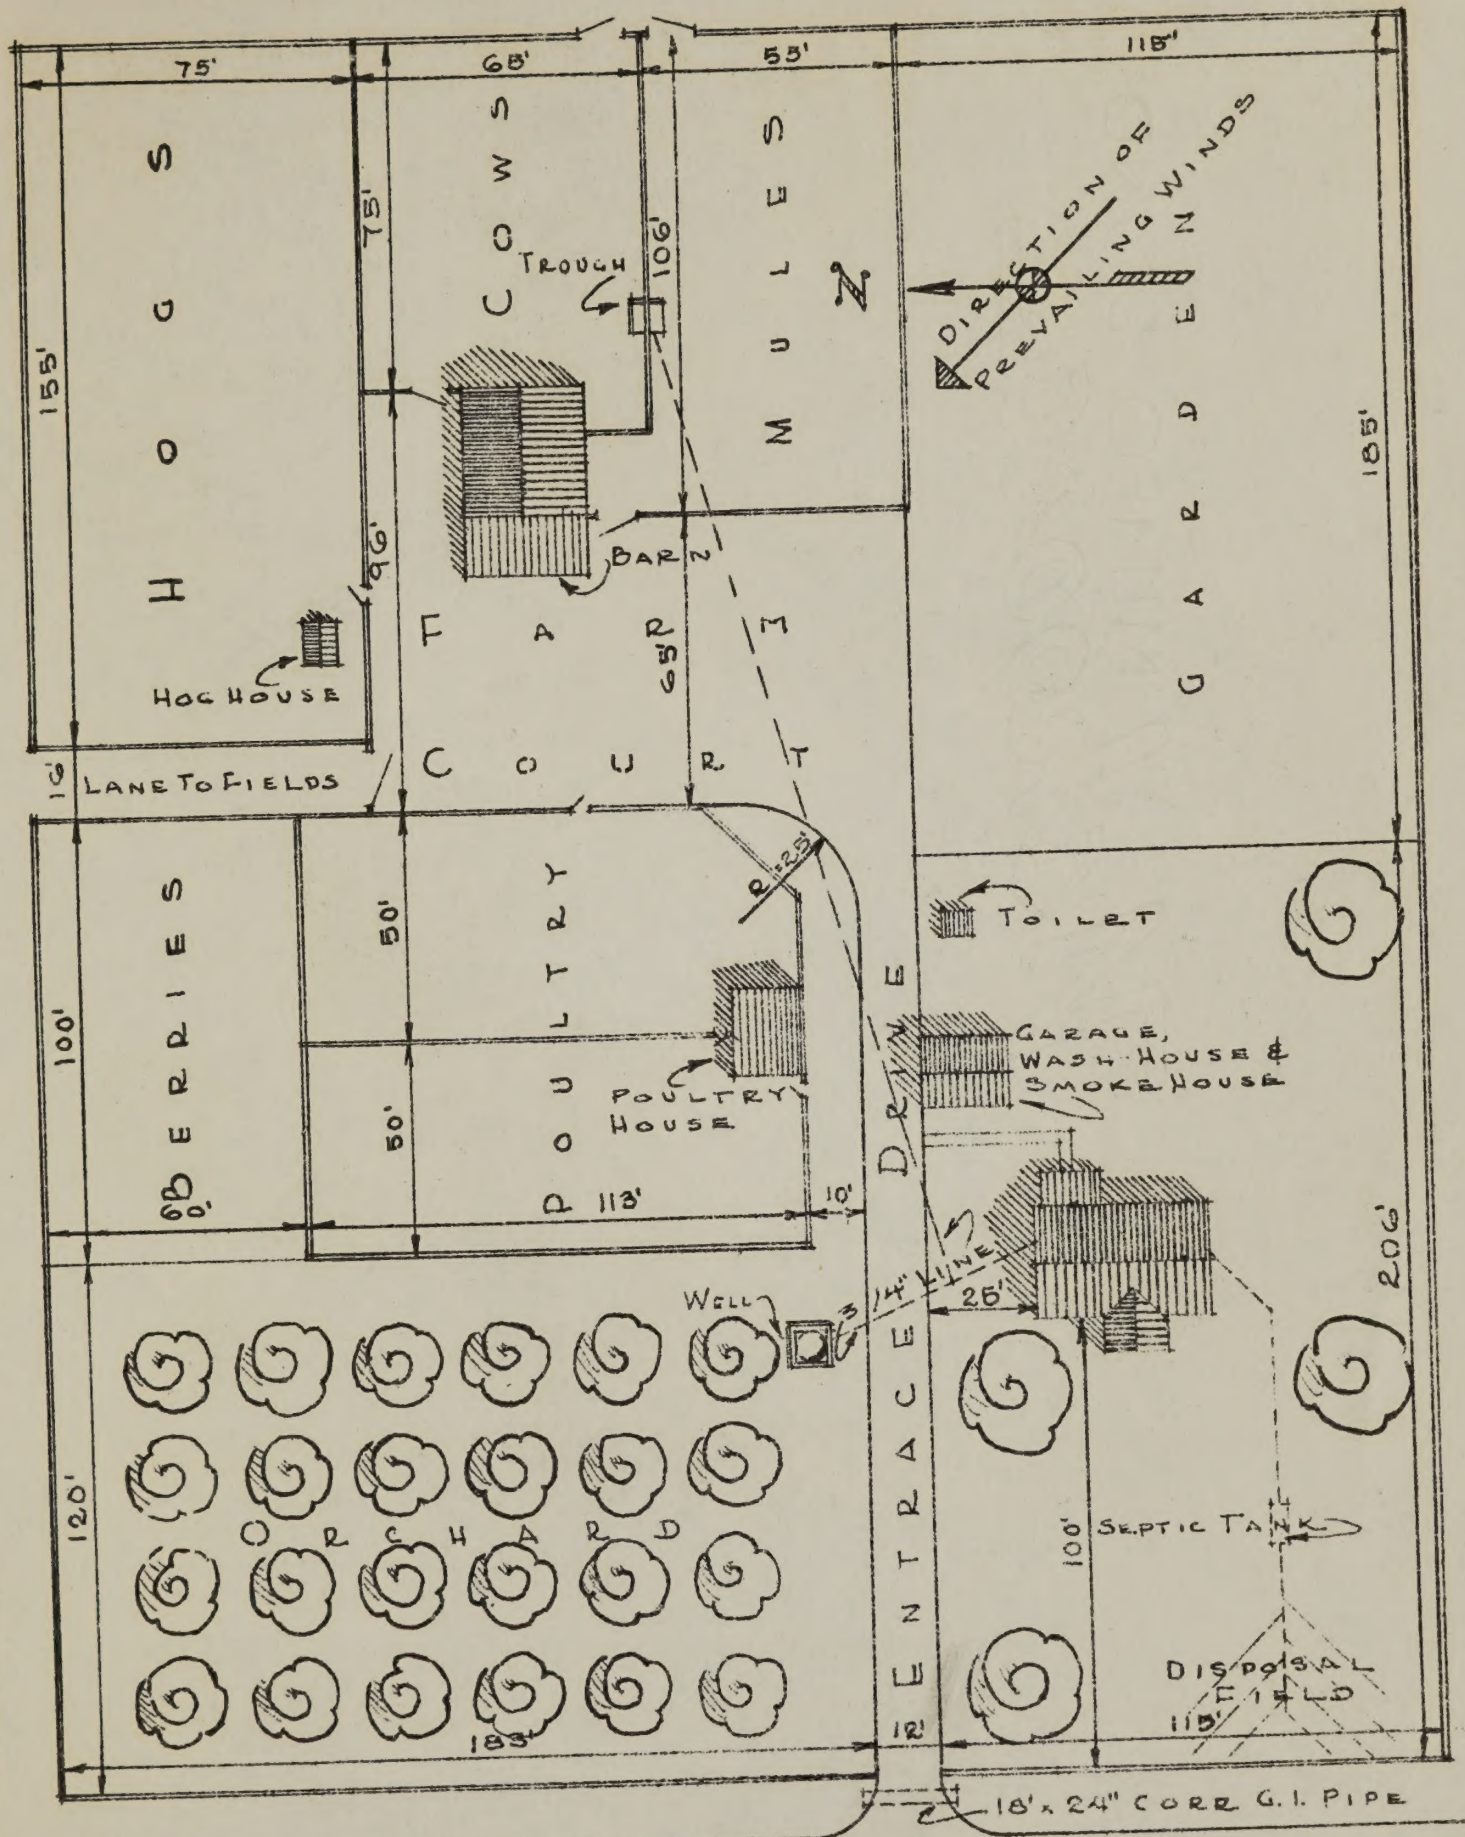 75'
65'
55'
115'
HOGS
COWS
MULES
GARDEN
DIRECTION OF
PREVAILING WINDS
N
155'
75'
106'
TROUGH
185'
96'
BARN
FARM
65'
COURT
HOG HOUSE
16'
LANE TO FIELDS
R=25'
BERRIES
POULTRY
50'
50'
100'
TOILET
GARAGE,
WASH-HOUSE &
SMOKE HOUSE
POULTRY
HOUSE
60'
113'
10'
ENTRACE DRIVE
206'
WELL
3/4" LINE
25'
120'
ORCHARD
100'
SEPTIC TANK
DISPOSAL
FIELD
183'
12'
115'
18' x 24" CORR G.I. PIPE